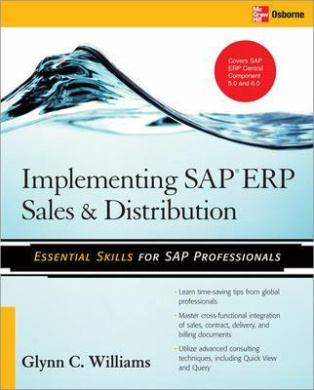 Mc
Graw
Hill
Osborne
Covers SAP
ERP Central
Component
5.0 and 6.0
Implementing SAP® ERP
Sales & Distribution
ESSENTIAL SKILLS FOR SAP PROFESSIONALS
• Learn time-saving tips from global
professionals
• Master cross-functional integration
of sales, contract, delivery, and
billing documents
• Utilize advanced consulting
techniques, including Quick View
and Query
Glynn C. Williams